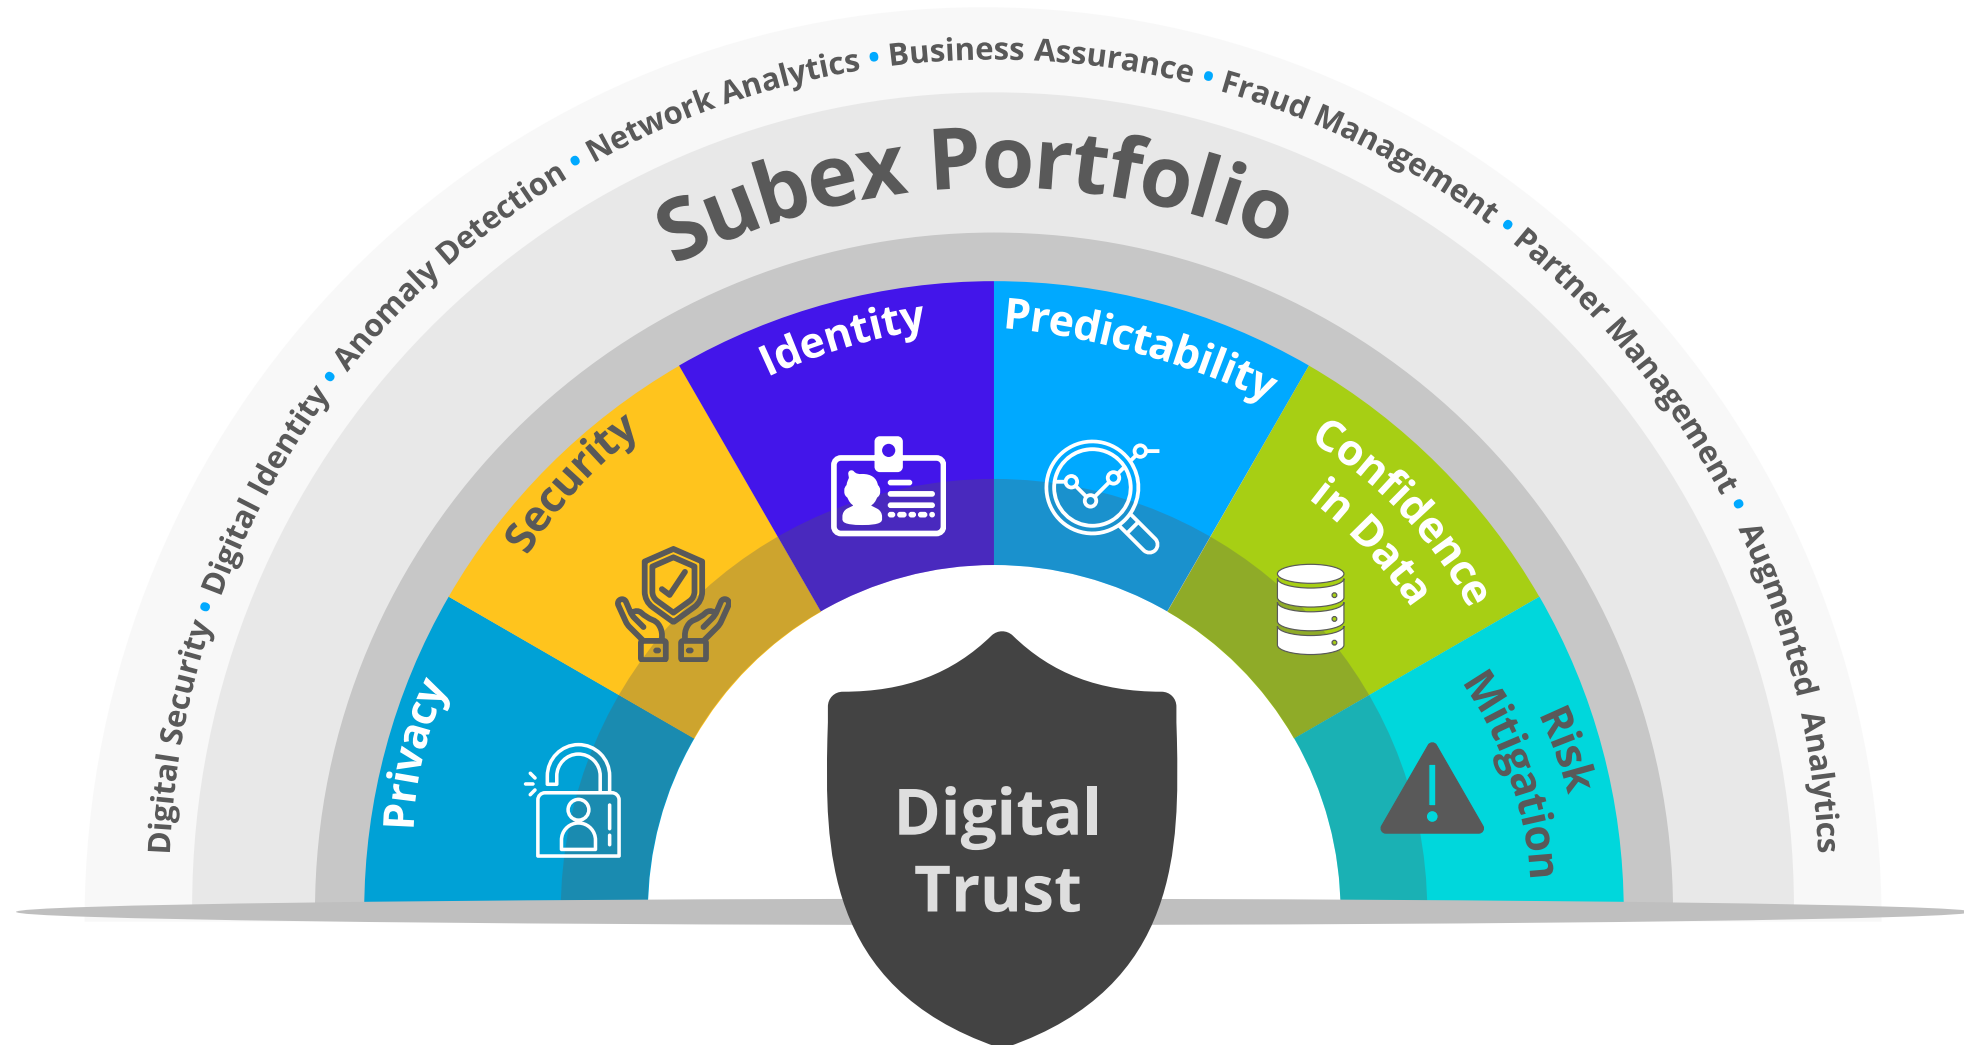 Digital Security • Digital Identity • Anomaly Detection • Network Analytics • Business Assurance • Fraud Management • Partner Management • Augmented Analytics
Subex Portfolio
Privacy
Security
Identity
Predictability
Confidence
in Data
Risk
Mitigation
Digital
Trust